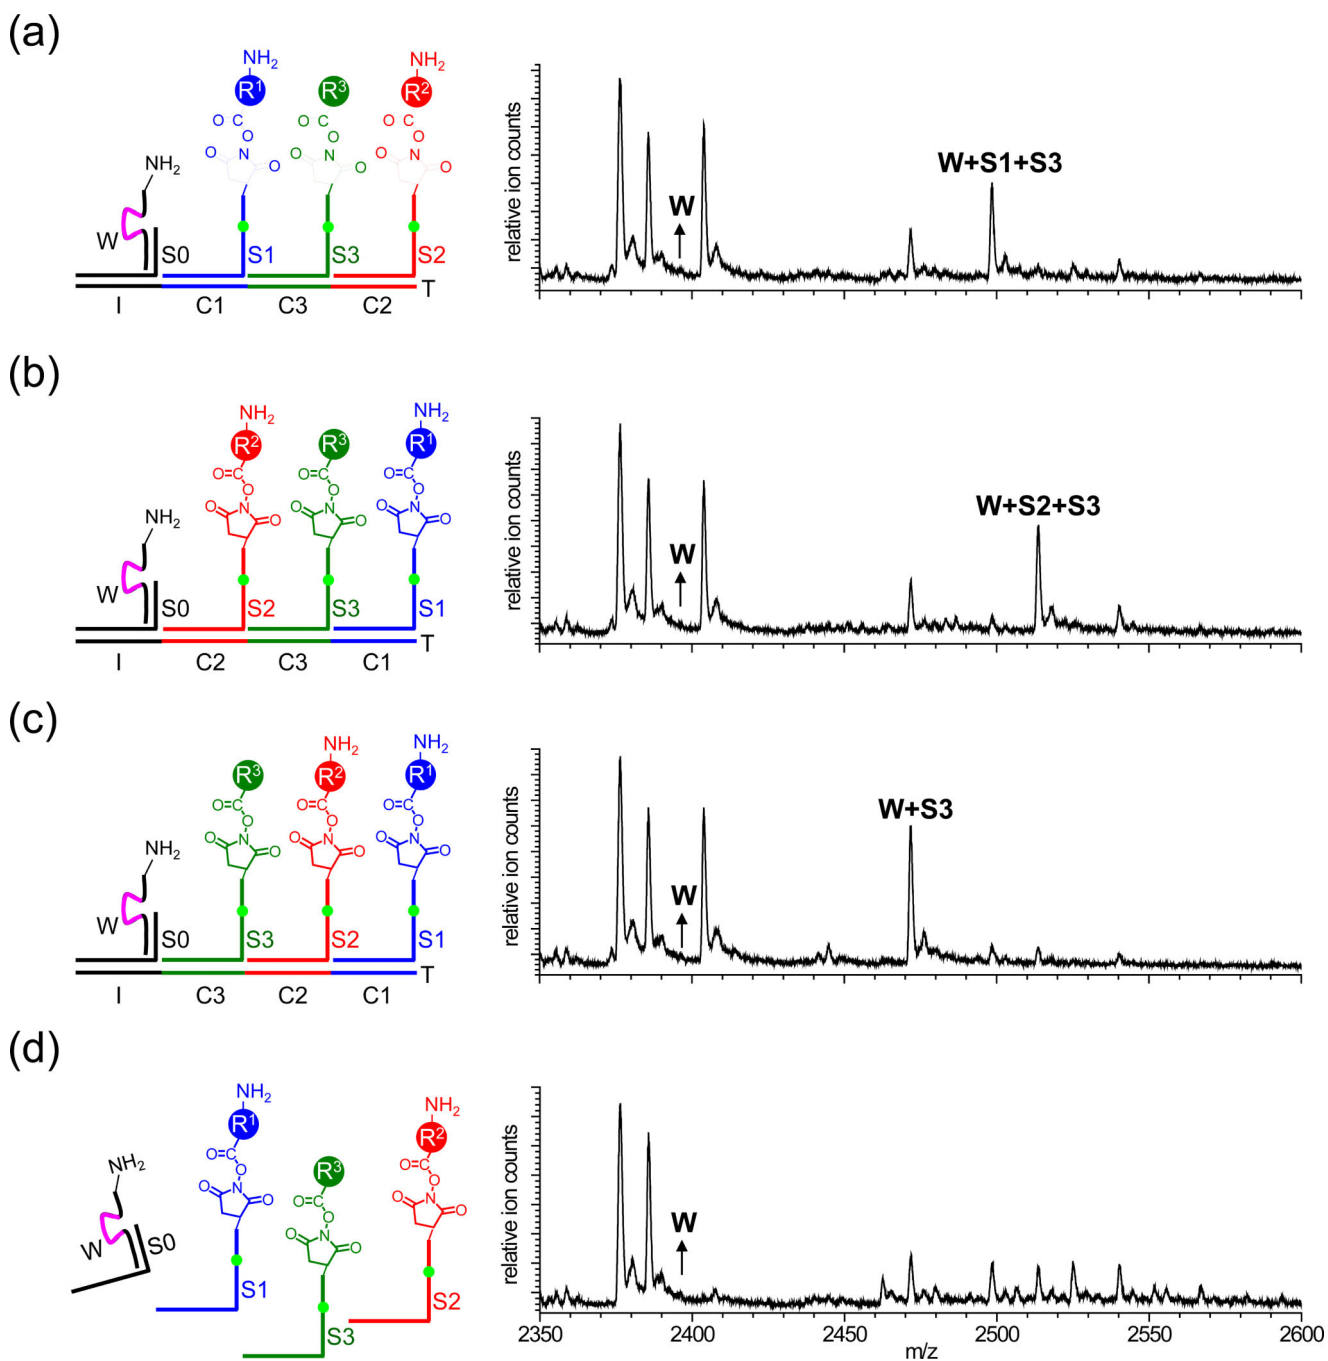 (a)
NH₂ NH₂
R¹ R³ R²
O C O C O C
O O O
N N N
O O O O O O
NH₂
W S0 S1 S3 S2
T
I C1 C3 C2
relative ion counts
W
W+S1+S3
(b)
NH₂ NH₂
R² R³ R¹
O=C O=C O=C
O O O
N N N
O O O O O O
NH₂
W S0 S2 S3 S1
T
I C2 C3 C1
relative ion counts
W
W+S2+S3
(c)
NH₂ NH₂
R³ R² R¹
O=C O=C O=C
O O O
N N N
O O O O O O
NH₂
W S0 S3 S2 S1
T
I C3 C2 C1
relative ion counts
W
W+S3
(d)
NH₂ NH₂
R¹ R³ R²
O=C O=C O=C
O O O
N N N
O O O O O O
NH₂
W S0 S1 S3 S2
relative ion counts
W
2350 2400 2450 2500 2550 2600
m/z